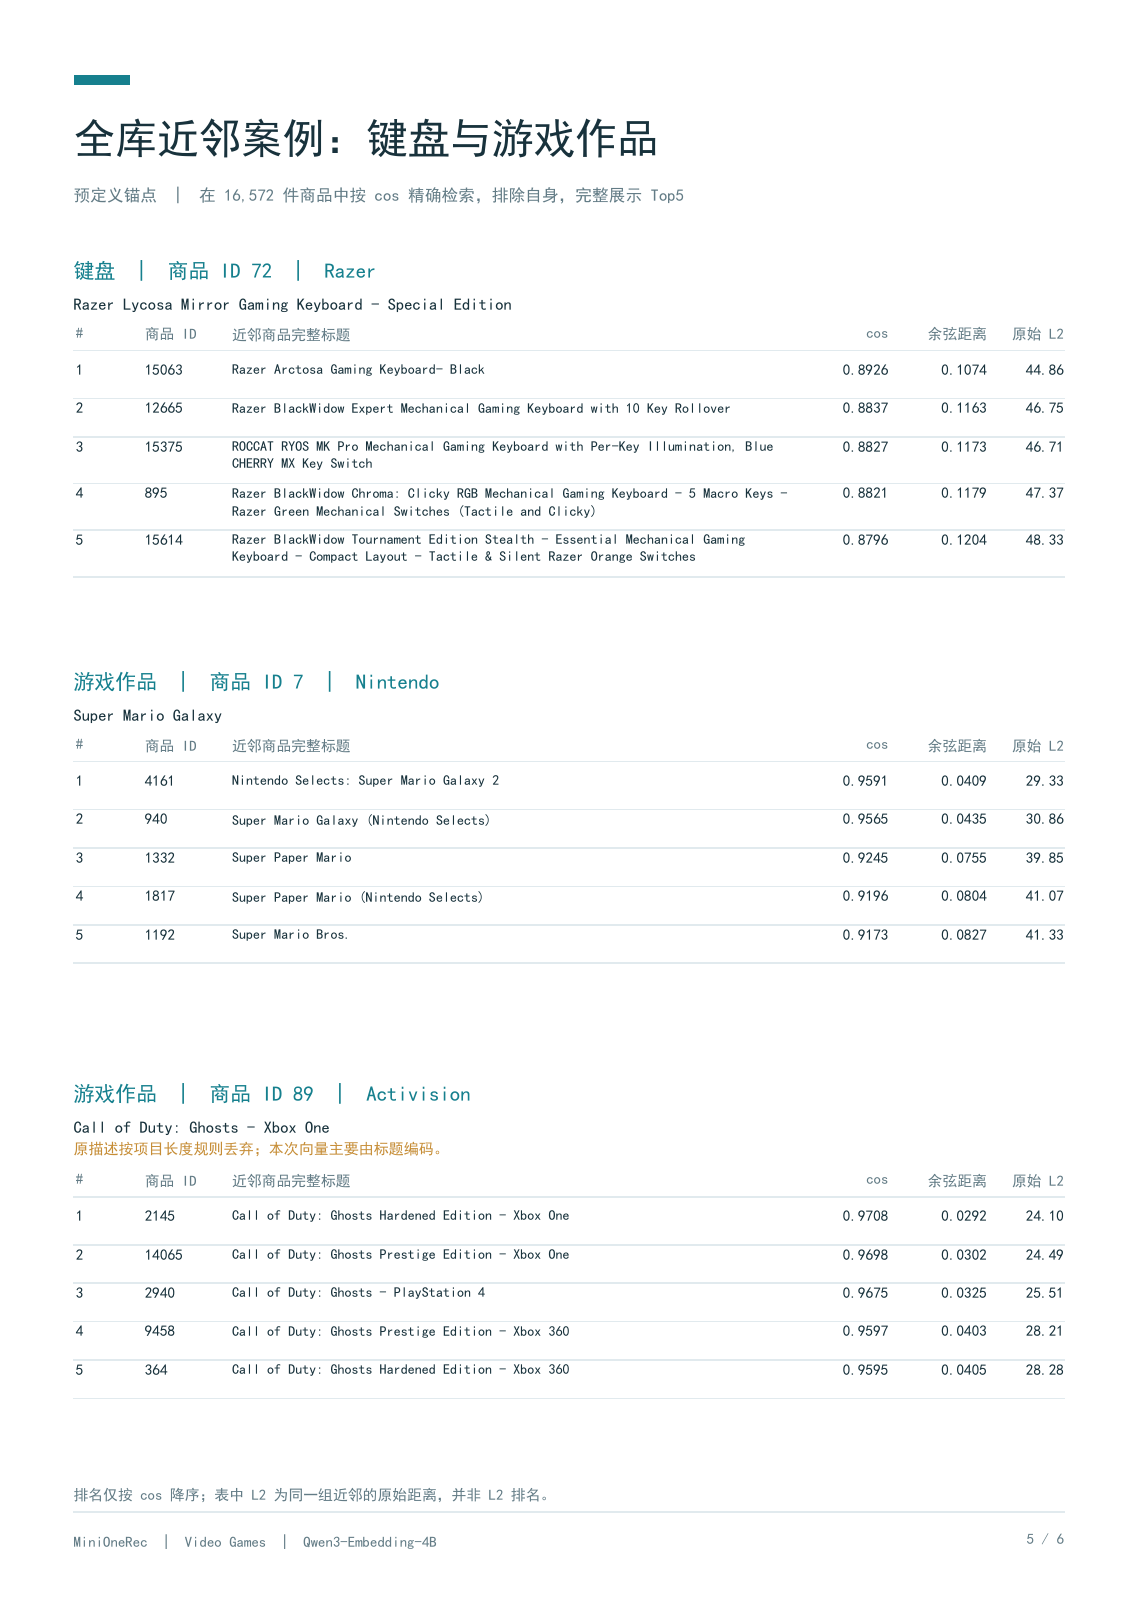 全库近邻案例：键盘与游戏作品
预定义锚点 | 在 16,572 件商品中按 cos 精确检索，排除自身，完整展示 Top5
键盘 | 商品 ID 72 | Razer
Razer Lycosa Mirror Gaming Keyboard - Special Edition
# 商品 ID 近邻商品完整标题 cos 余弦距离 原始 L2
1 15063 Razer Arctosa Gaming Keyboard- Black 0.8926 0.1074 44.86
2 12665 Razer BlackWidow Expert Mechanical Gaming Keyboard with 10 Key Rollover 0.8837 0.1163 46.75
3 15375 ROCCAT RYOS MK Pro Mechanical Gaming Keyboard with Per-Key Illumination, Blue 0.8827 0.1173 46.71
CHERRY MX Key Switch
4 895 Razer BlackWidow Chroma: Clicky RGB Mechanical Gaming Keyboard - 5 Macro Keys - 0.8821 0.1179 47.37
Razer Green Mechanical Switches (Tactile and Clicky)
5 15614 Razer BlackWidow Tournament Edition Stealth - Essential Mechanical Gaming 0.8796 0.1204 48.33
Keyboard - Compact Layout - Tactile & Silent Razer Orange Switches
游戏作品 | 商品 ID 7 | Nintendo
Super Mario Galaxy
# 商品 ID 近邻商品完整标题 cos 余弦距离 原始 L2
1 4161 Nintendo Selects: Super Mario Galaxy 2 0.9591 0.0409 29.33
2 940 Super Mario Galaxy (Nintendo Selects) 0.9565 0.0435 30.86
3 1332 Super Paper Mario 0.9245 0.0755 39.85
4 1817 Super Paper Mario (Nintendo Selects) 0.9196 0.0804 41.07
5 1192 Super Mario Bros. 0.9173 0.0827 41.33
游戏作品 | 商品 ID 89 | Activision
Call of Duty: Ghosts - Xbox One
原描述按项目长度规则丢弃；本次向量主要由标题编码。
# 商品 ID 近邻商品完整标题 cos 余弦距离 原始 L2
1 2145 Call of Duty: Ghosts Hardened Edition - Xbox One 0.9708 0.0292 24.10
2 14065 Call of Duty: Ghosts Prestige Edition - Xbox One 0.9698 0.0302 24.49
3 2940 Call of Duty: Ghosts - PlayStation 4 0.9675 0.0325 25.51
4 9458 Call of Duty: Ghosts Prestige Edition - Xbox 360 0.9597 0.0403 28.21
5 364 Call of Duty: Ghosts Hardened Edition - Xbox 360 0.9595 0.0405 28.28
排名仅按 cos 降序；表中 L2 为同一组近邻的原始距离，并非 L2 排名。
MiniOneRec | Video Games | Qwen3-Embedding-4B 5 / 6